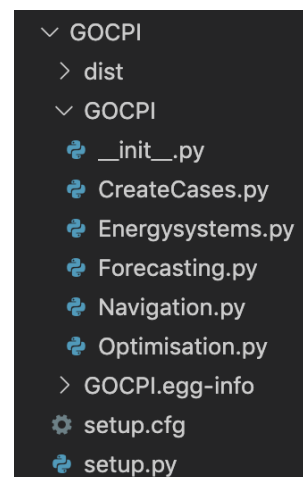 GOCPI
dist
GOCPI
__init__.py
CreateCases.py
Energysystems.py
Forecasting.py
Navigation.py
Optimisation.py
GOCPI.egg-info
setup.cfg
setup.py